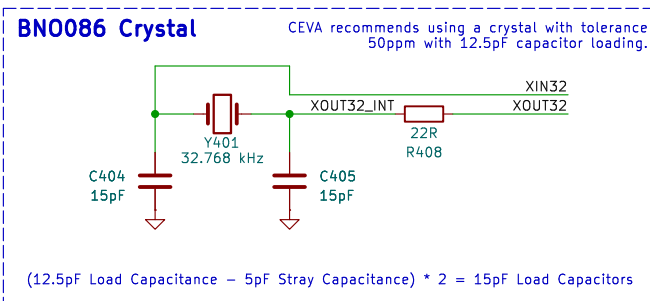 BNO086 Crystal
CEVA recommends using a crystal with tolerance
50ppm with 12.5pF capacitor loading.
XIN32
XOUT32_INT
XOUT32
Y401
32.768 kHz
22R
R408
C404
15pF
C405
15pF
(12.5pF Load Capacitance - 5pF Stray Capacitance) * 2 = 15pF Load Capacitors